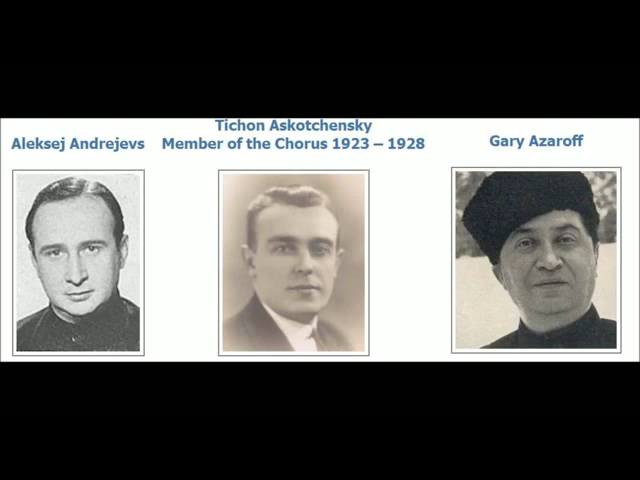 Aleksej Andrejevs
Tichon Askotchensky
Member of the Chorus 1923 – 1928
Gary Azaroff